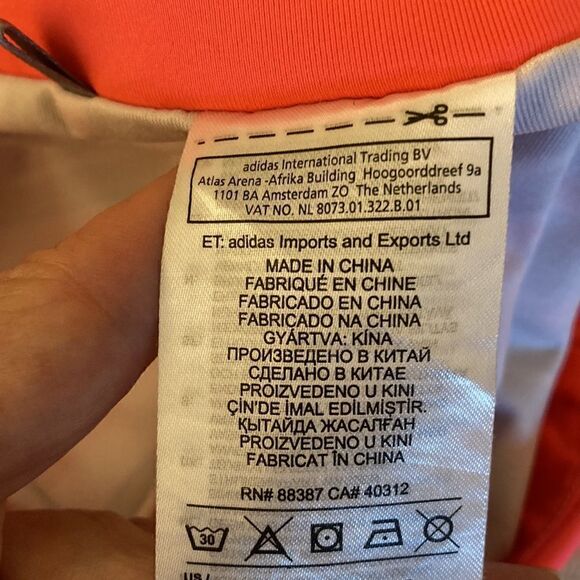 adidas International Trading BV
Atlas Arena -Afrika Building Hoogoorddreef 9a
1101 BA Amsterdam ZO The Netherlands
VAT NO. NL 8073.01.322.B.01
ET: adidas Imports and Exports Ltd
MADE IN CHINA
FABRIQUÉ EN CHINE
FABRICADO EN CHINA
FABRICADO NA CHINA
GYÁRTVA: KÍNA
ПРОИЗВЕДЕНО В КИТАЙ
СДЕЛАНО В КИТАЕ
PROIZVEDENO U KINI
ÇİN'DE İMAL EDİLMİŞTİR.
ҚЫТАЙДА ЖАСАЛҒАН
PROIZVEDENO U KINI
FABRICAT ÎN CHINA
RN# 88387 CA# 40312
30
US /